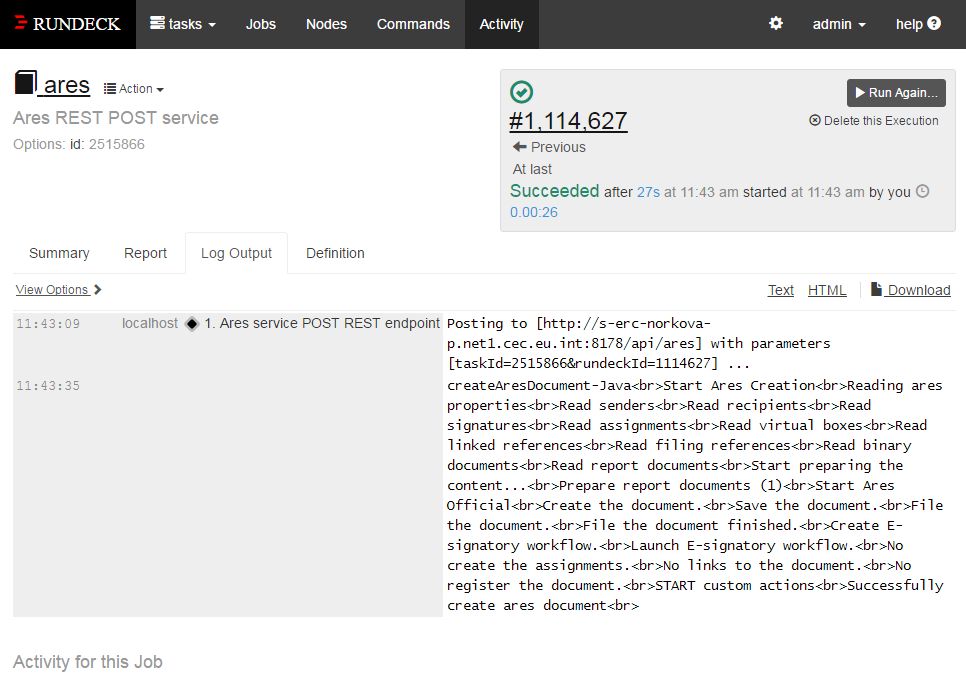 RUNDECK tasks Jobs Nodes Commands Activity admin help
ares Action
Ares REST POST service
Options: id: 2515866
Run Again...
#1,114,627
Delete this Execution
Previous
At last
Succeeded after 27s at 11:43 am started at 11:43 am by you
0.00:26
Summary Report Log Output Definition
View Options Text HTML Download
11:43:09 localhost 1. Ares service POST REST endpoint Posting to [http://s-erc-norkova-
p.net1.cec.eu.int:8178/api/ares] with parameters
[taskId=2515866&rundeckId=1114627] ...
11:43:35 createAresDocument-Java<br>Start Ares Creation<br>Reading ares
properties<br>Read senders<br>Read recipients<br>Read
signatures<br>Read assignments<br>Read virtual boxes<br>Read
linked references<br>Read filing references<br>Read binary
documents<br>Read report documents<br>Start preparing the
content...<br>Prepare report documents (1)<br>Start Ares
Official<br>Create the document.<br>Save the document.<br>File
the document.<br>File the document finished.<br>Create E-
signatory workflow.<br>Launch E-signatory workflow.<br>No
create the assignments.<br>No links to the document.<br>No
register the document.<br>START custom actions<br>Successfully
create ares document<br>
Activity for this Job